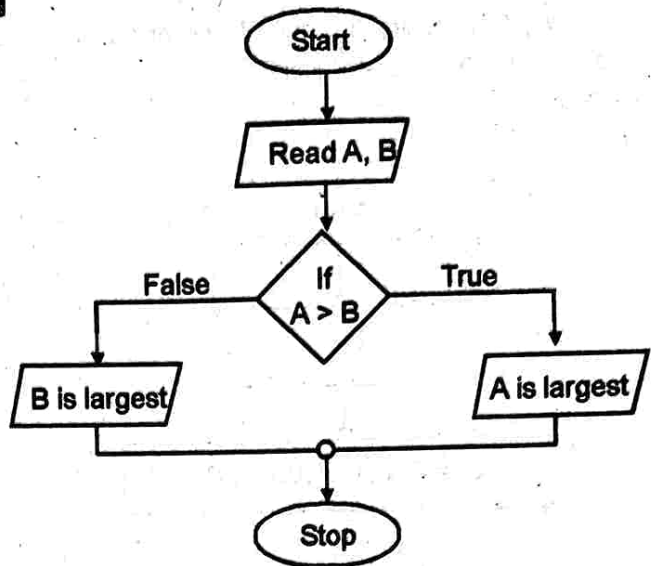 Start
Read A, B
If
A > B
False
True
B is largest
A is largest
Stop